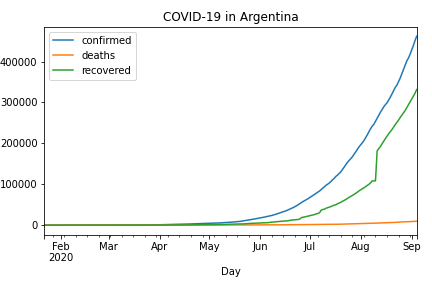 COVID-19 in Argentina
confirmed
deaths
recovered
400000
300000
200000
100000
0
Feb Mar Apr May Jun Jul Aug Sep
2020
Day